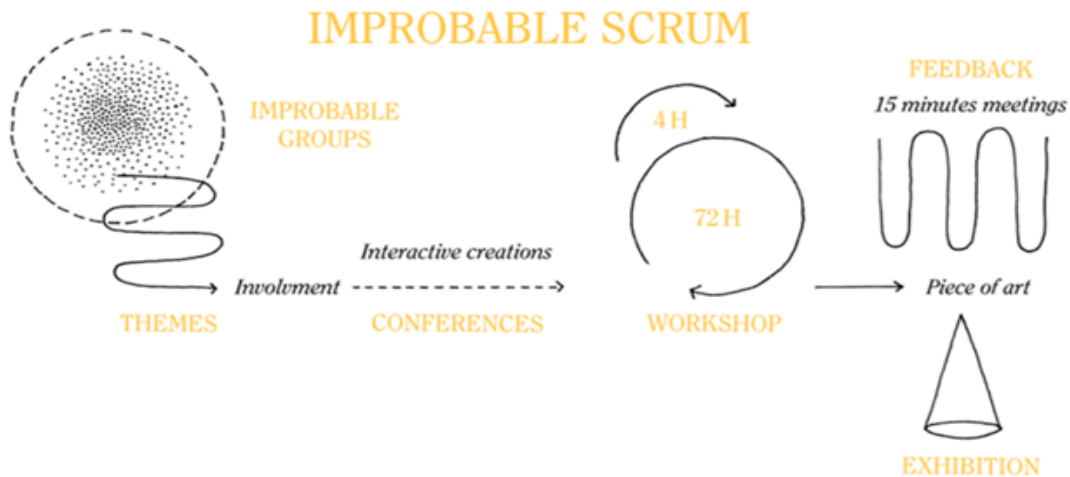 IMPROBABLE SCRUM
IMPROBABLE
GROUPS
FEEDBACK
15 minutes meetings
4 H
72 H
Interactive creations
Involvment
Piece of art
THEMES
CONFERENCES
WORKSHOP
EXHIBITION